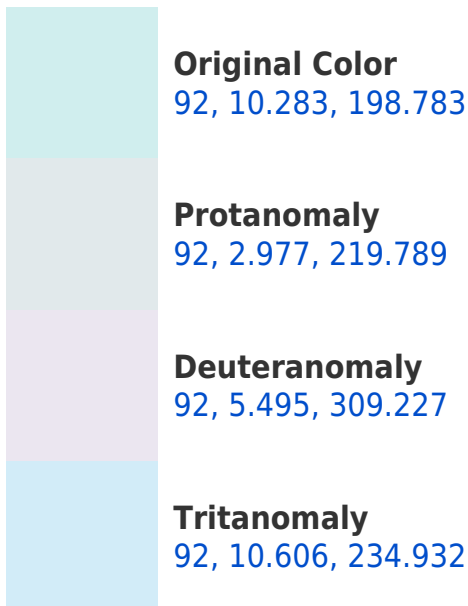 Original Color
92, 10.283, 198.783
Protanomaly
92, 2.977, 219.789
Deuteranomaly
92, 5.495, 309.227
Tritanomaly
92, 10.606, 234.932